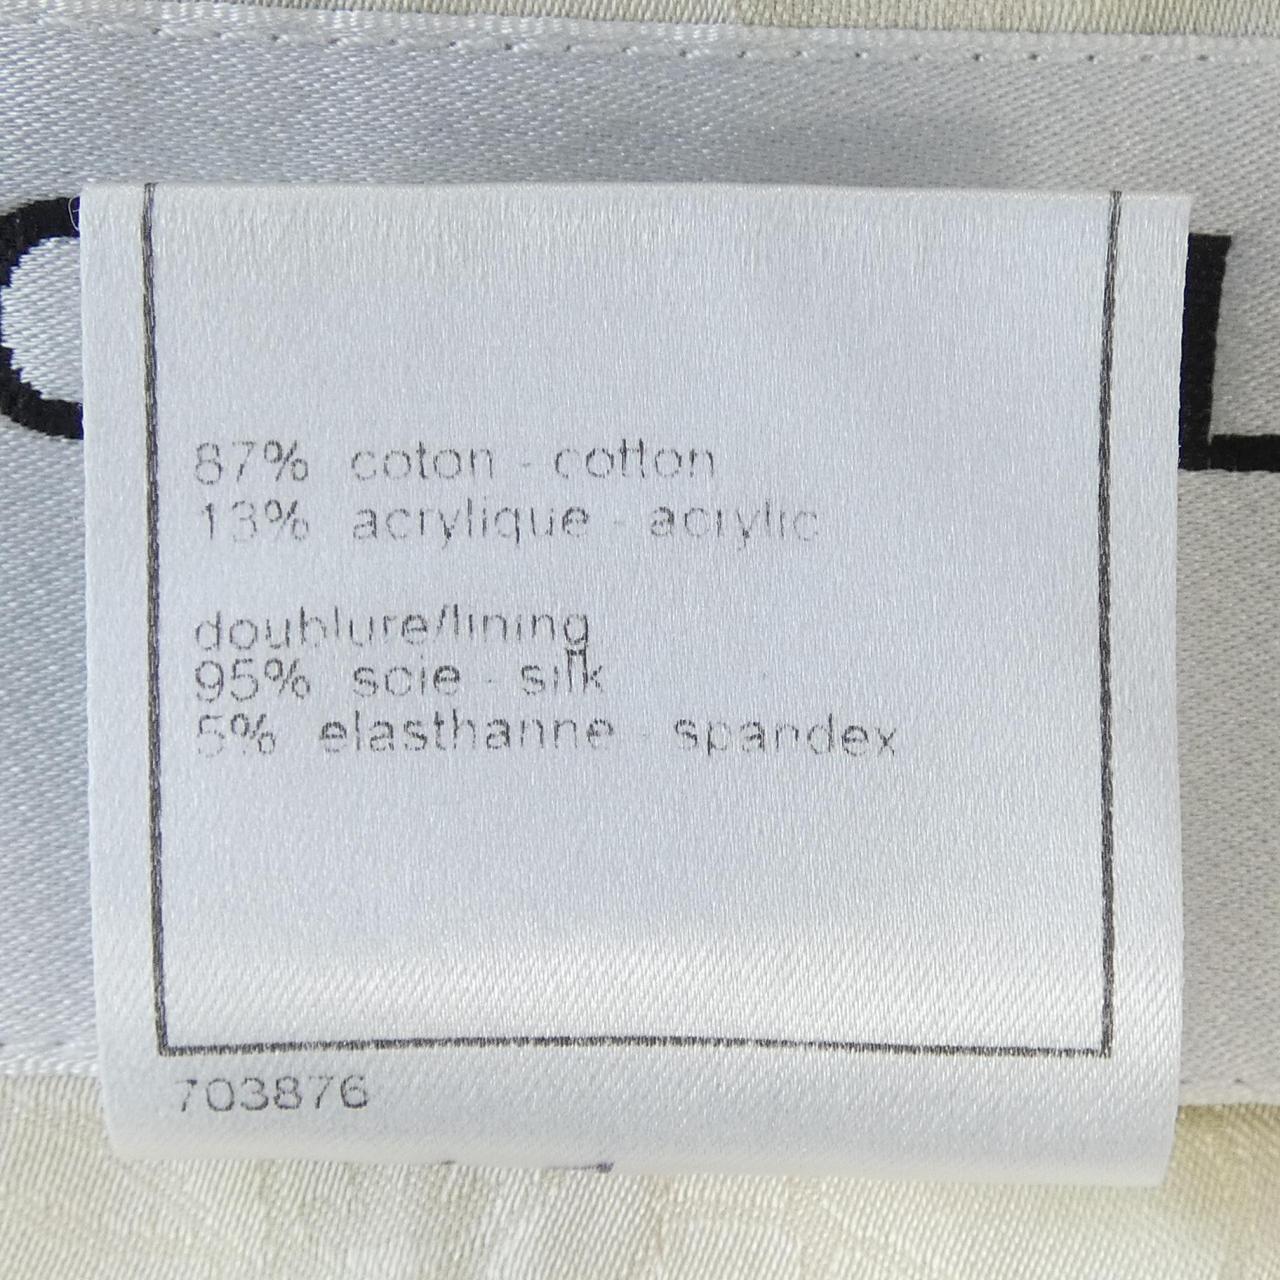 87% coton - cotton
13% acrylique - acrylic
doublure/lining
95% soie - silk
5% elasthanne - spandex
703876